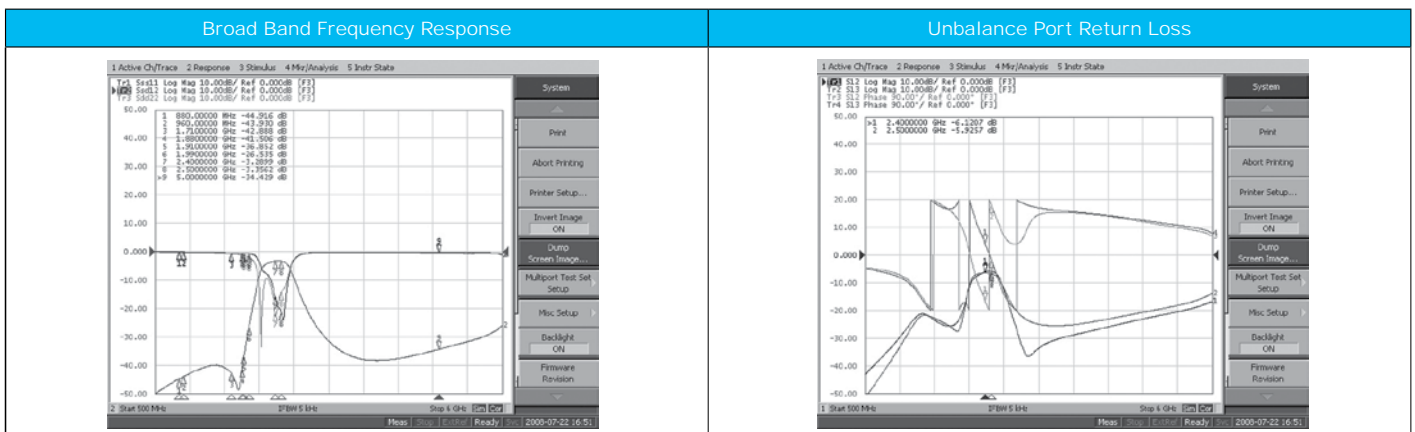 Broad Band Frequency Response
Unbalance Port Return Loss
1 Active Ch/Trace 2 Response 3 Stimulus 4 Mkr/Analysis 5 Instr State
Tr1 Sss11 Log Mag 10.00dB/ Ref 0.000dB [F3]
Tr2 Ssd12 Log Mag 10.00dB/ Ref 0.000dB [F3]
Tr3 Sdd22 Log Mag 10.00dB/ Ref 0.000dB [F3]
50.00
40.00
30.00
20.00
10.00
0.000
-10.00
-20.00
-30.00
-40.00
-50.00
1 880.00000 MHz -44.916 dB
2 960.00000 MHz -43.930 dB
3 1.7100000 GHz -42.888 dB
4 1.8800000 GHz -41.506 dB
5 1.9100000 GHz -36.852 dB
6 1.9900000 GHz -26.535 dB
7 2.4000000 GHz -3.2899 dB
8 2.5000000 GHz -3.3562 dB
>9 5.0000000 GHz -34.429 dB
2 Start 500 MHz IFBW 5 kHz Stop 6 GHz Sim Cor
Meas Stop ExtRef Ready Svc 2008-07-22 16:51
System
Print
Abort Printing
Printer Setup...
Invert Image
ON
Dump
Screen Image...
Multiport Test Set
Setup
Misc Setup
Backlight
ON
Firmware
Revision
1 Active Ch/Trace 2 Response 3 Stimulus 4 Mkr/Analysis 5 Instr State
S12 Log Mag 10.00dB/ Ref 0.000dB [F3]
Tr2 S13 Log Mag 10.00dB/ Ref 0.000dB [F3]
Tr3 S12 Phase 90.00°/ Ref 0.000° [F3]
Tr4 S13 Phase 90.00°/ Ref 0.000° [F3]
50.00
40.00
30.00
20.00
10.00
0.000
-10.00
-20.00
-30.00
-40.00
-50.00
>1 2.4000000 GHz -6.1207 dB
2 2.5000000 GHz -5.9257 dB
1 Start 500 MHz IFBW 5 kHz Stop 6 GHz Sim Cor
Meas Stop ExtRef Ready Svc 2008-07-22 16:51
System
Print
Abort Printing
Printer Setup...
Invert Image
ON
Dump
Screen Image...
Multiport Test Set
Setup
Misc Setup
Backlight
ON
Firmware
Revision